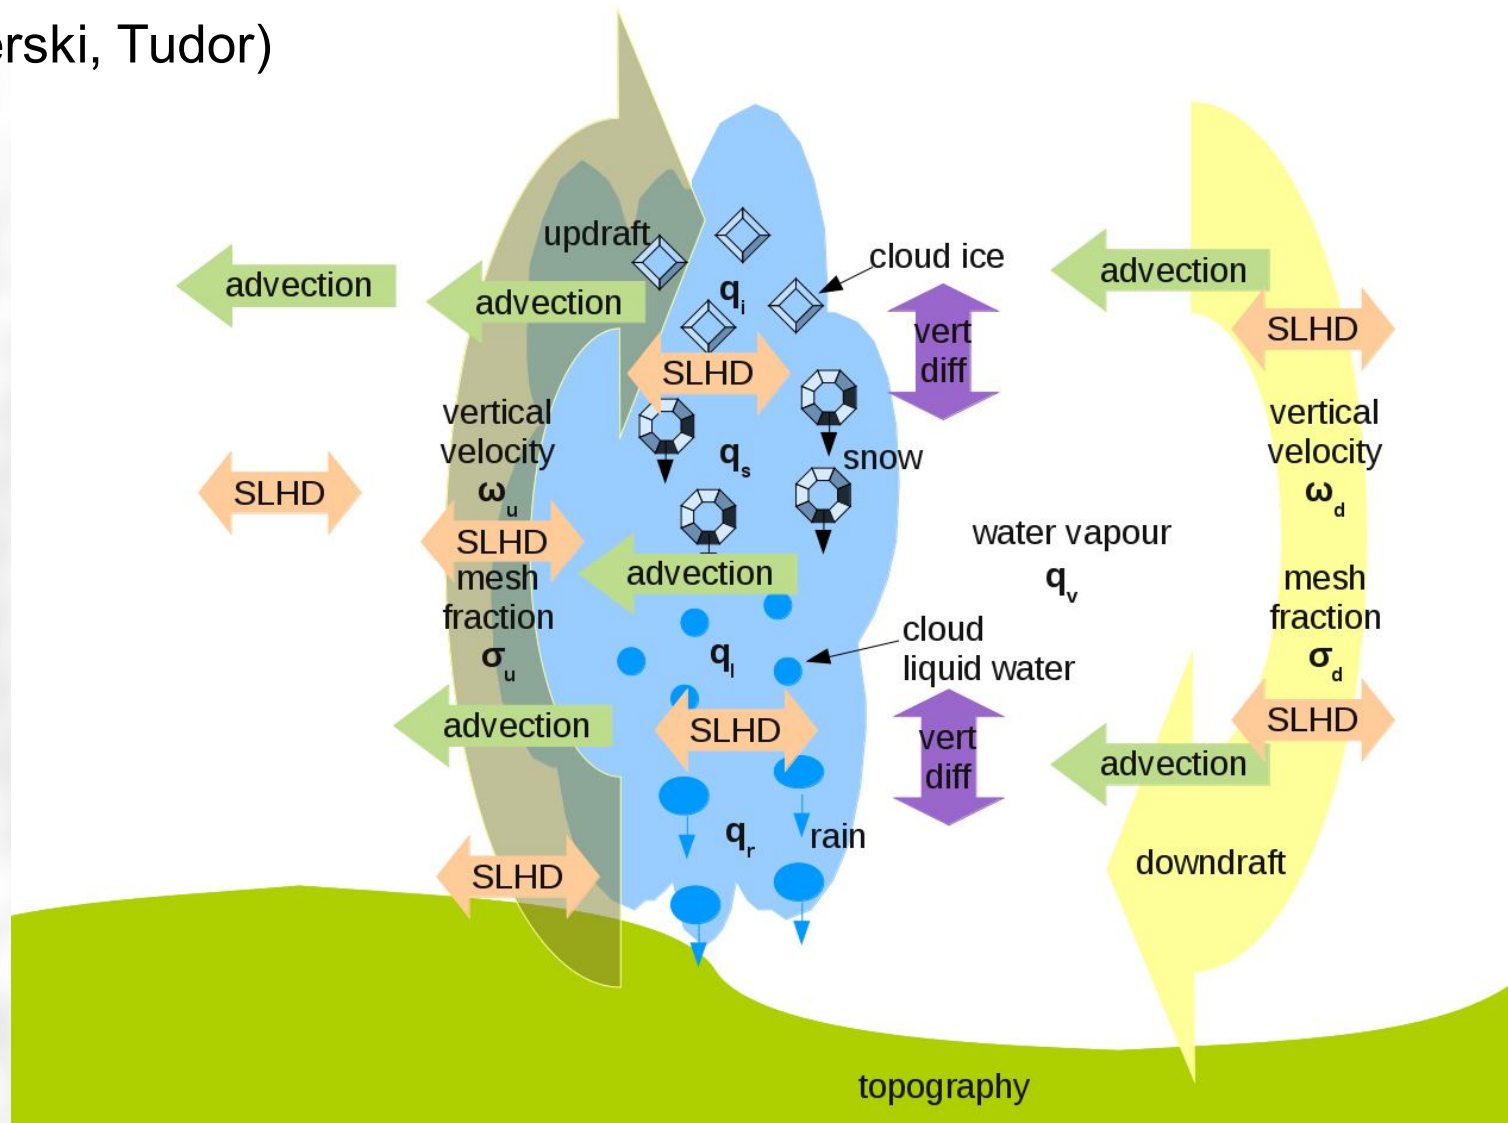 erski, Tudor)
updraft
cloud ice
advection
advection
advection
q i
vert
diff
SLHD
SLHD
vertical
velocity
ω u
vertical
velocity
ω d
q s
snow
SLHD
SLHD
water vapour
q v
advection
mesh
fraction
σ u
mesh
fraction
σ d
cloud
liquid water
q l
advection
SLHD
SLHD
vert
diff
advection
q r
rain
downdraft
SLHD
topography